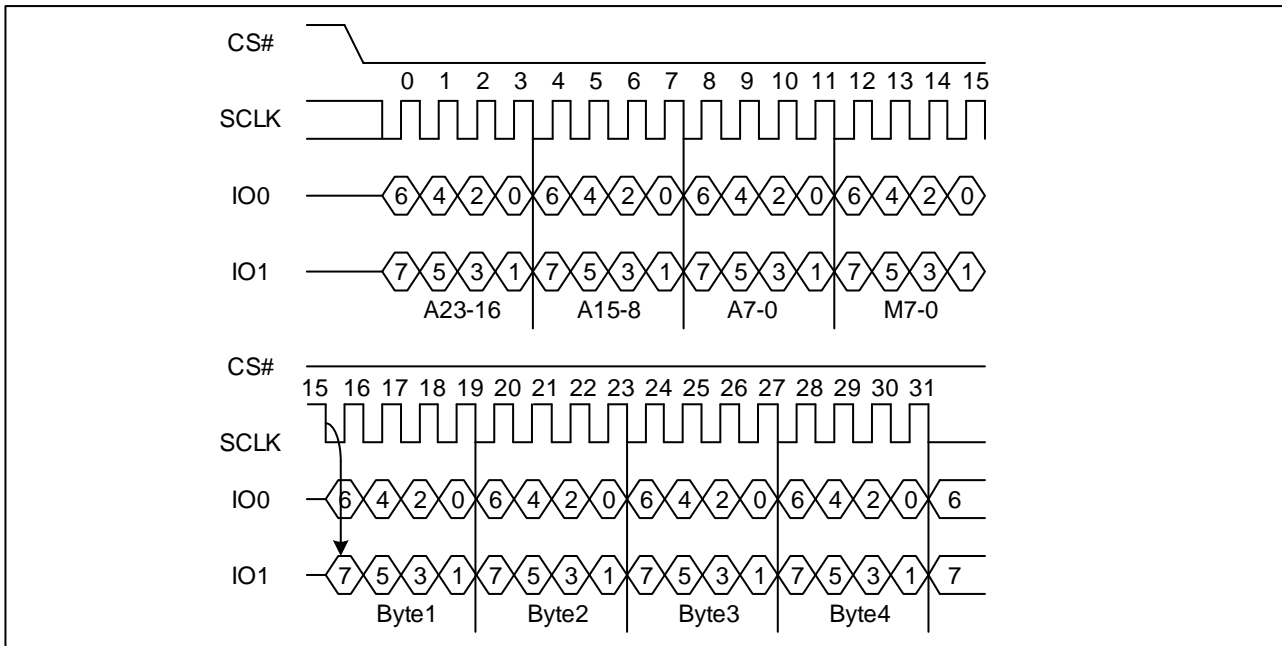 CS#
0 1 2 3 4 5 6 7 8 9 10 11 12 13 14 15
SCLK
IO0 6 4 2 0 6 4 2 0 6 4 2 0 6 4 2 0
IO1 7 5 3 1 7 5 3 1 7 5 3 1 7 5 3 1
A23-16 A15-8 A7-0 M7-0
CS#
15 16 17 18 19 20 21 22 23 24 25 26 27 28 29 30 31
SCLK
IO0 6 4 2 0 6 4 2 0 6 4 2 0 6 4 2 0 6
IO1 7 5 3 1 7 5 3 1 7 5 3 1 7 5 3 1 7
Byte1 Byte2 Byte3 Byte4